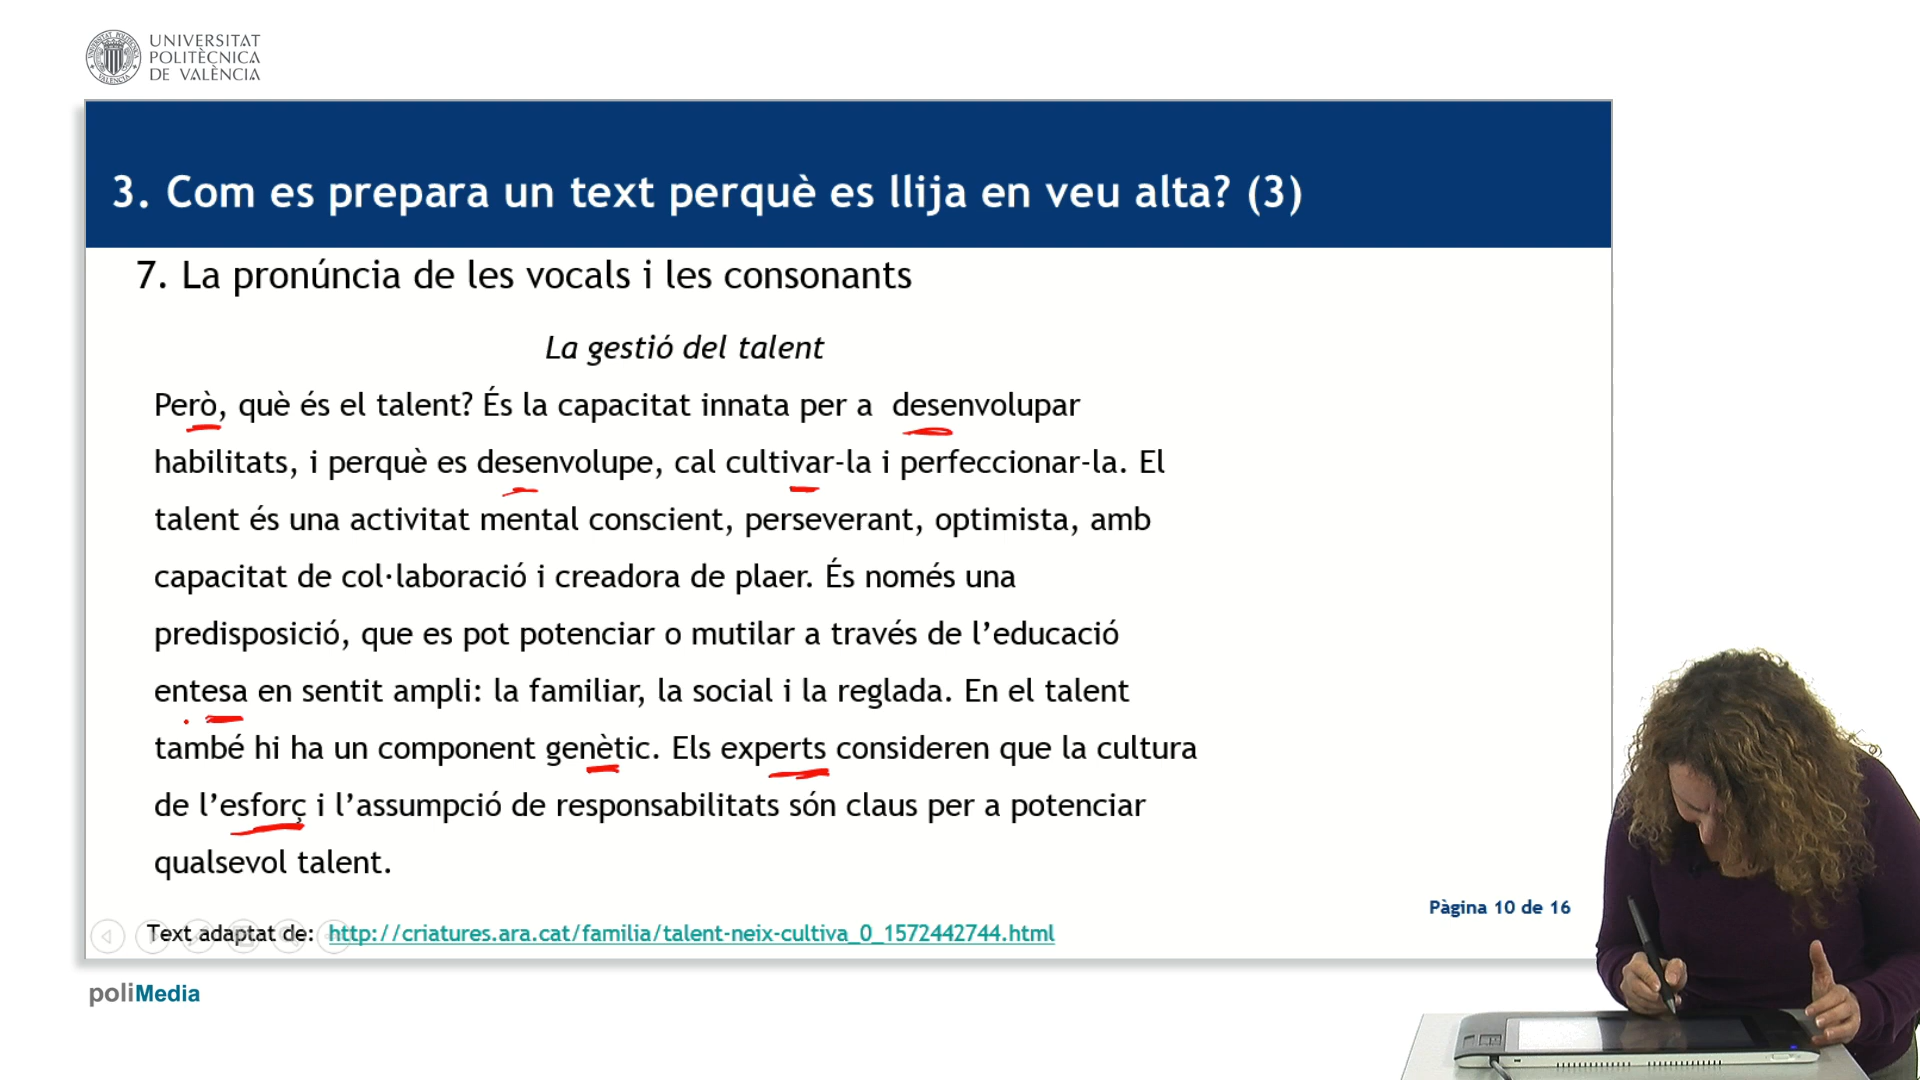 UNIVERSITAT
POLITÈCNICA
DE VALÈNCIA
3. Com es prepara un text perquè es llija en veu alta? (3)
7. La pronúncia de les vocals i les consonants
La gestió del talent
Però, què és el talent? És la capacitat innata per a desenvolupar
habilitats, i perquè es desenvolupe, cal cultivar-la i perfeccionar-la. El
talent és una activitat mental conscient, perseverant, optimista, amb
capacitat de col·laboració i creadora de plaer. És només una
predisposició, que es pot potenciar o mutilar a través de l’educació
entesa en sentit ampli: la familiar, la social i la reglada. En el talent
també hi ha un component genètic. Els experts consideren que la cultura
de l’esforç i l’assumpció de responsabilitats són claus per a potenciar
qualsevol talent.
Pàgina 10 de 16
Text adaptat de: http://criatures.ara.cat/familia/talent-neix-cultiva_0_1572442744.html
poliMedia